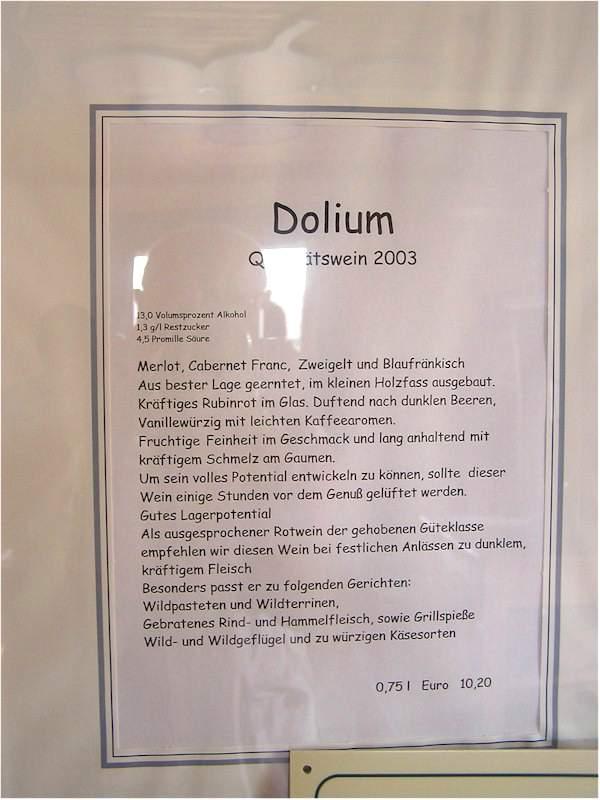 Dolium
Qualitätswein 2003
13,0 Volumsprozent Alkohol
1,3 g/l Restzucker
4,5 Promille Säure
Merlot, Cabernet Franc, Zweigelt und Blaufränkisch
Aus bester Lage geerntet, im kleinen Holzfass ausgebaut.
Kräftiges Rubinrot im Glas. Duftend nach dunklen Beeren,
Vanillewürzig mit leichten Kaffeearomen.
Fruchtige Feinheit im Geschmack und lang anhaltend mit
kräftigem Schmelz am Gaumen.
Um sein volles Potential entwickeln zu können, sollte dieser
Wein einige Stunden vor dem Genuß gelüftet werden.
Gutes Lagerpotential
Als ausgesprochener Rotwein der gehobenen Güteklasse
empfehlen wir diesen Wein bei festlichen Anlässen zu dunklem,
kräftigem Fleisch
Besonders passt er zu folgenden Gerichten:
Wildpasteten und Wildterrinen,
Gebratenes Rind- und Hammelfleisch, sowie Grillspieße
Wild- und Wildgeflügel und zu würzigen Käsesorten
0,75 l Euro 10,20